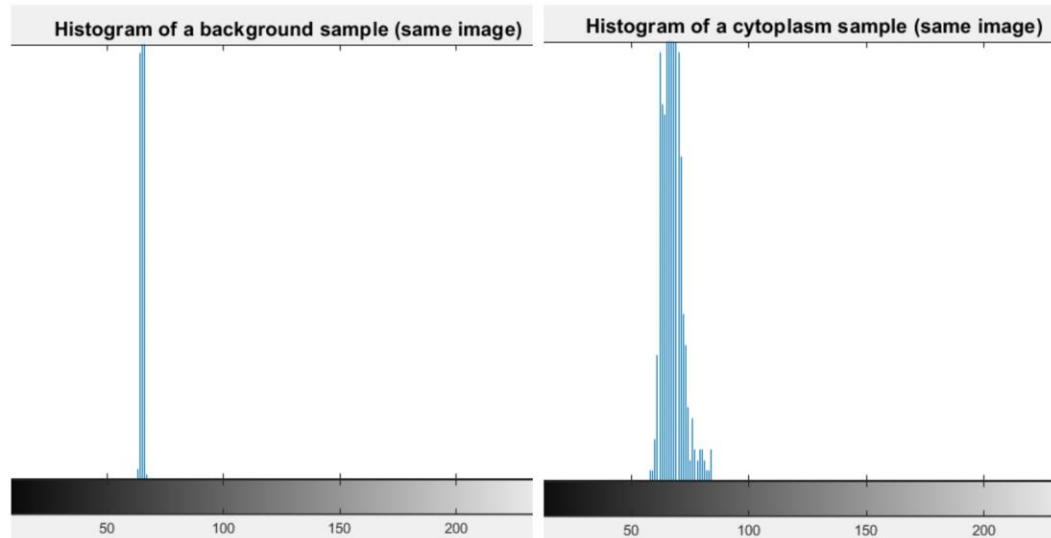 Histogram of a background sample (same image)
50 100 150 200
Histogram of a cytoplasm sample (same image)
50 100 150 200